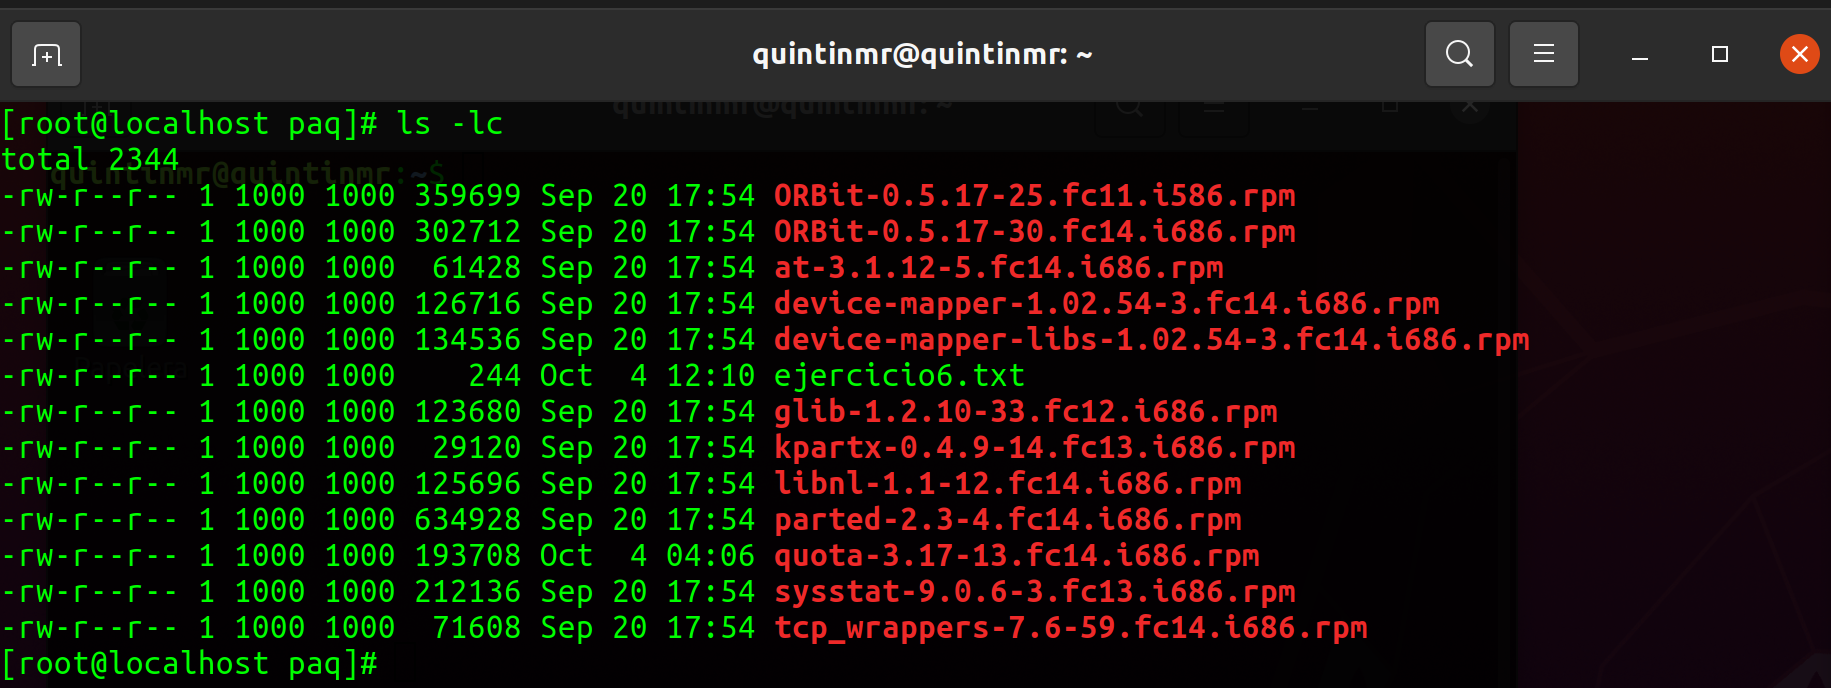 quintinmr@quintinmr: ~
quintinmr@quintinmr: ~
[root@localhost paq]# ls -lc
total 2344
quintinmr@quintinmr:~$
-rw-r--r-- 1 1000 1000 359699 Sep 20 17:54 ORBit-0.5.17-25.fc11.i586.rpm
-rw-r--r-- 1 1000 1000 302712 Sep 20 17:54 ORBit-0.5.17-30.fc14.i686.rpm
-rw-r--r-- 1 1000 1000  61428 Sep 20 17:54 at-3.1.12-5.fc14.i686.rpm
-rw-r--r-- 1 1000 1000 126716 Sep 20 17:54 device-mapper-1.02.54-3.fc14.i686.rpm
-rw-r--r-- 1 1000 1000 134536 Sep 20 17:54 device-mapper-libs-1.02.54-3.fc14.i686.rpm
-rw-r--r-- 1 1000 1000    244 Oct  4 12:10 ejercicio6.txt
-rw-r--r-- 1 1000 1000 123680 Sep 20 17:54 glib-1.2.10-33.fc12.i686.rpm
-rw-r--r-- 1 1000 1000  29120 Sep 20 17:54 kpartx-0.4.9-14.fc13.i686.rpm
-rw-r--r-- 1 1000 1000 125696 Sep 20 17:54 libnl-1.1-12.fc14.i686.rpm
-rw-r--r-- 1 1000 1000 634928 Sep 20 17:54 parted-2.3-4.fc14.i686.rpm
-rw-r--r-- 1 1000 1000 193708 Oct  4 04:06 quota-3.17-13.fc14.i686.rpm
-rw-r--r-- 1 1000 1000 212136 Sep 20 17:54 sysstat-9.0.6-3.fc13.i686.rpm
-rw-r--r-- 1 1000 1000  71608 Sep 20 17:54 tcp_wrappers-7.6-59.fc14.i686.rpm
[root@localhost paq]#